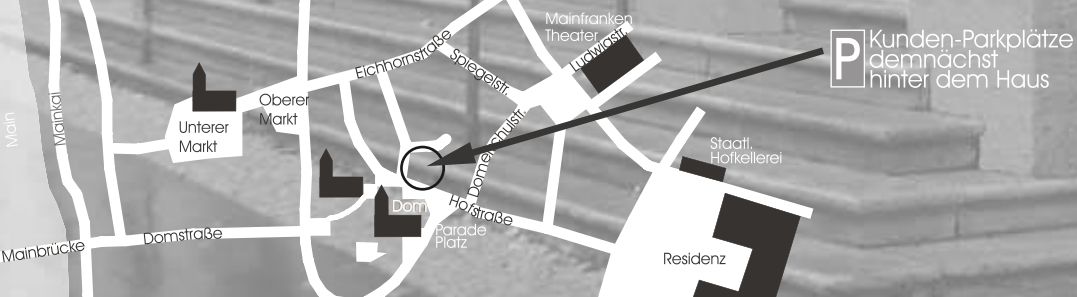 Mainfranken
Theater
Ludwigstr.
P
Kunden-Parkplätze
demnächst
hinter dem Haus
Eichhornstraße
Spiegelstr.
Main
Mainkai
Oberer
Markt
Unterer
Markt
Domerschulstr.
Staatl.
Hofkellerei
Dom
Hofstraße
Parade
Platz
Domstraße
Mainbrücke
Residenz